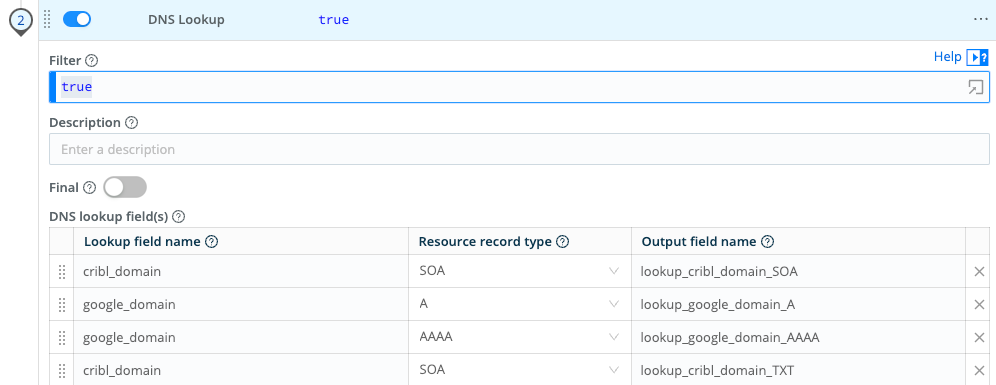 2 DNS Lookup true ...
Filter ? Help ?
true
Description ?
Enter a description
Final ?
DNS lookup field(s) ?
Lookup field name ? Resource record type ? Output field name ?
cribl_domain SOA lookup_cribl_domain_SOA
google_domain A lookup_google_domain_A
google_domain AAAA lookup_google_domain_AAAA
cribl_domain SOA lookup_cribl_domain_TXT